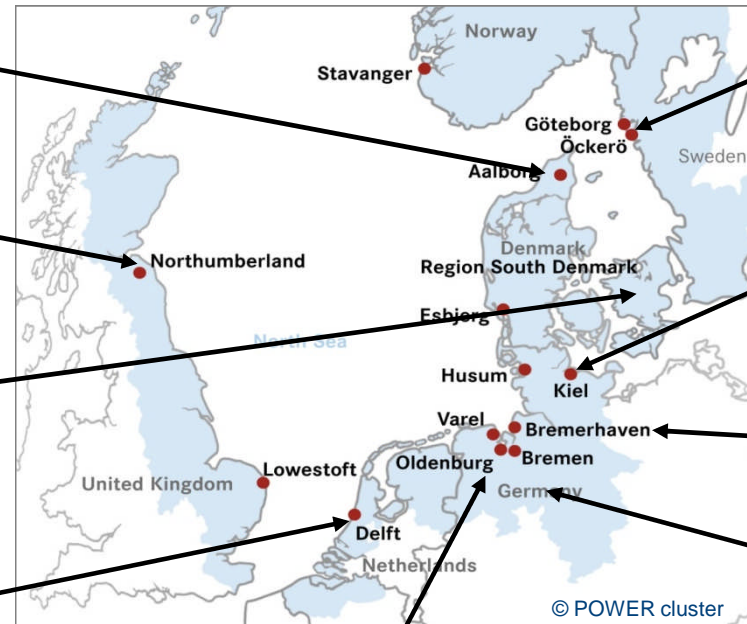 Norway
Stavanger
Göteborg
Öckerö
Sweden
Aalborg
Northumberland
Denmark
Region South Denmark
Esbjerg
North Sea
Husum
Kiel
Varel
Bremerhaven
Oldenburg
Bremen
Lowestoft
United Kingdom
Germany
Delft
Netherlands
© POWER cluster